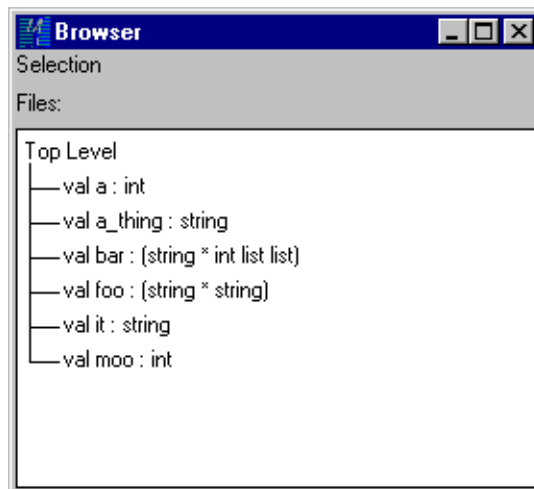 Browser
Selection
Files:
Top Level
val a : int
val a_thing : string
val bar : (string * int list list)
val foo : (string * string)
val it : string
val moo : int